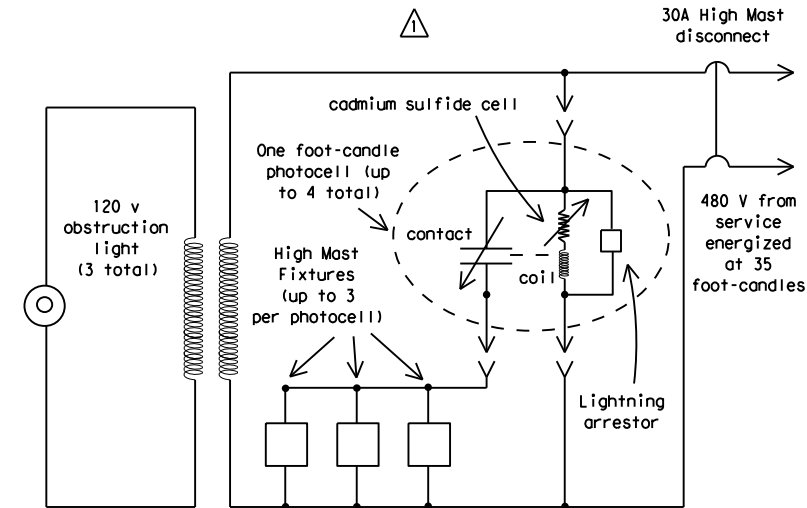 1
30A High Mast
disconnect
cadmium sulfide cell
One foot-candle
photocell (up
to 4 total)
120 v
obstruction
light
(3 total)
contact
480 V from
service
energized
at 35
foot-candles
High Mast
Fixtures
(up to 3
per photocell)
coil
Lightning
arrestor